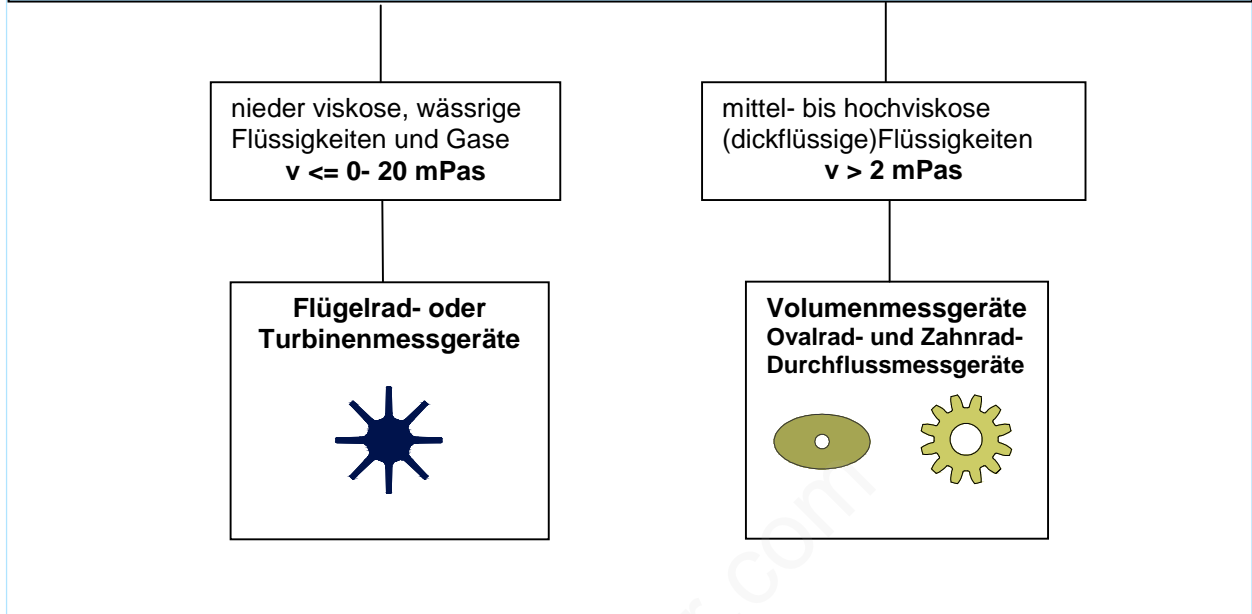 nieder viskose, wässrige
Flüssigkeiten und Gase
v <= 0- 20 mPas
mittel- bis hochviskose
(dickflüssige)Flüssigkeiten
v > 2 mPas
Flügelrad- oder
Turbinenmessgeräte
Volumenmessgeräte
Ovalrad- und Zahnrad-
Durchflussmessgeräte